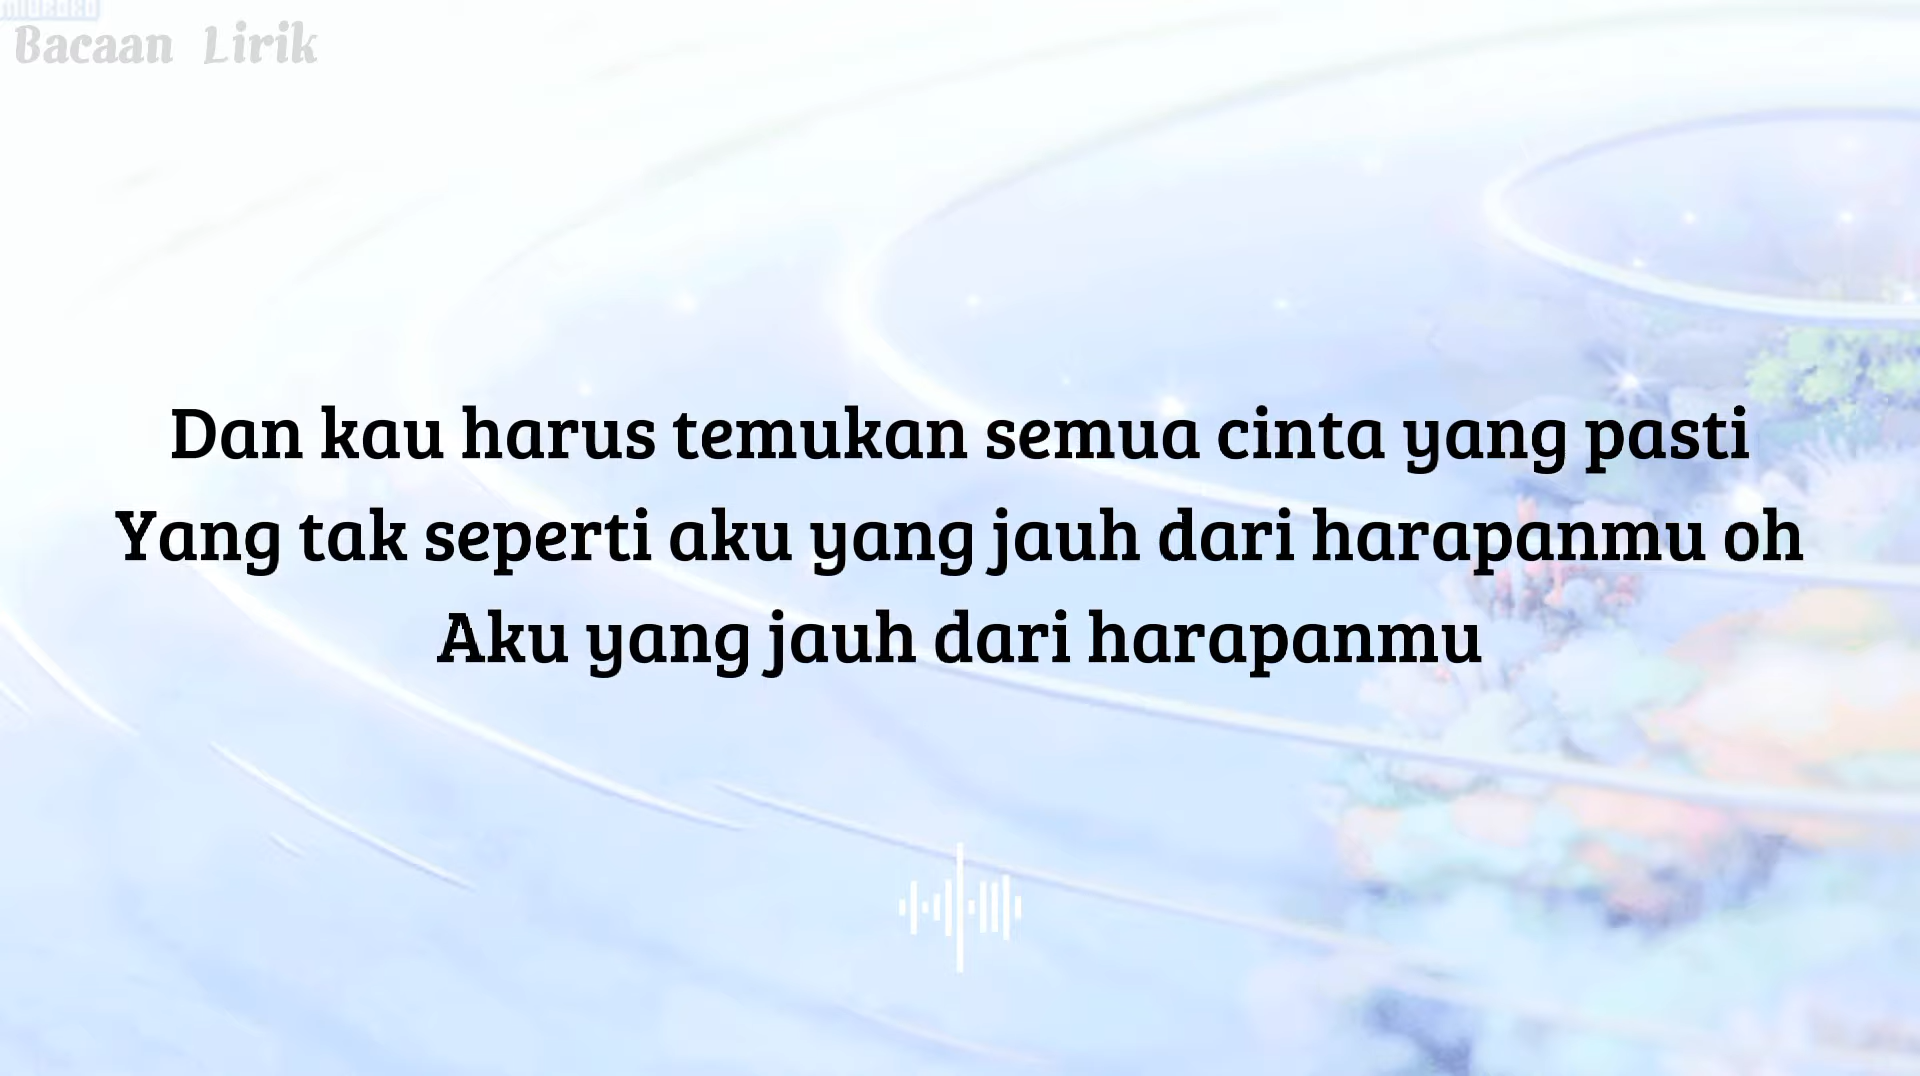 Bacaan Lirik
Dan kau harus temukan semua cinta yang pasti
Yang tak seperti aku yang jauh dari harapanmu oh
Aku yang jauh dari harapanmu